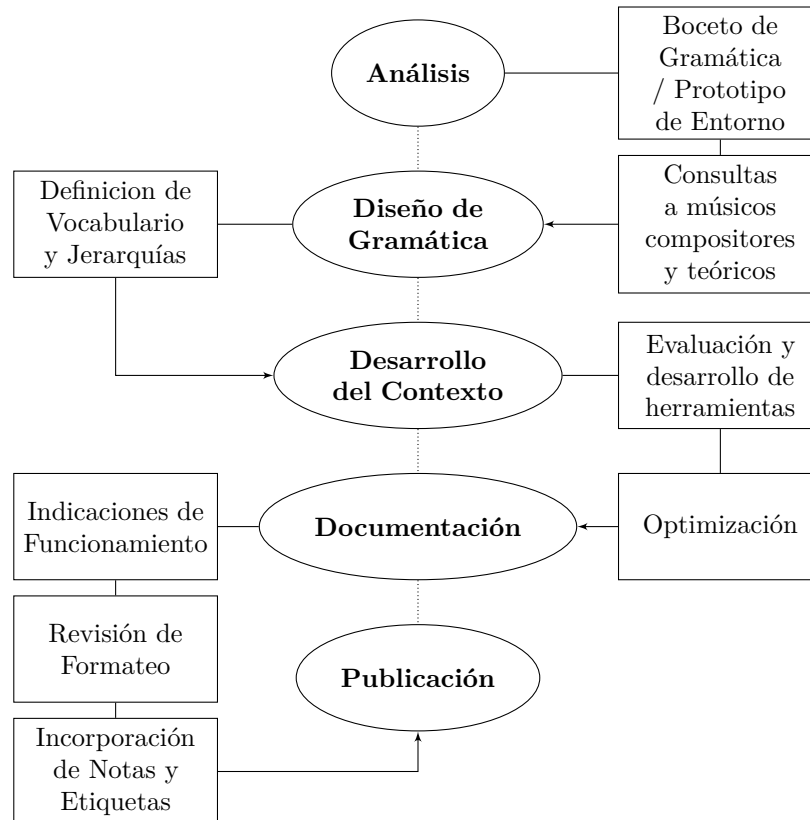 Análisis
Boceto de
Gramática
/ Prototipo
de Entorno
Consultas
a músicos
compositores
y teóricos
Diseño de
Gramática
Definicion de
Vocabulario
y Jerarquías
Desarrollo
del Contexto
Evaluación y
desarrollo de
herramientas
Optimización
Documentación
Indicaciones de
Funcionamiento
Revisión de
Formateo
Incorporación
de Notas y
Etiquetas
Publicación